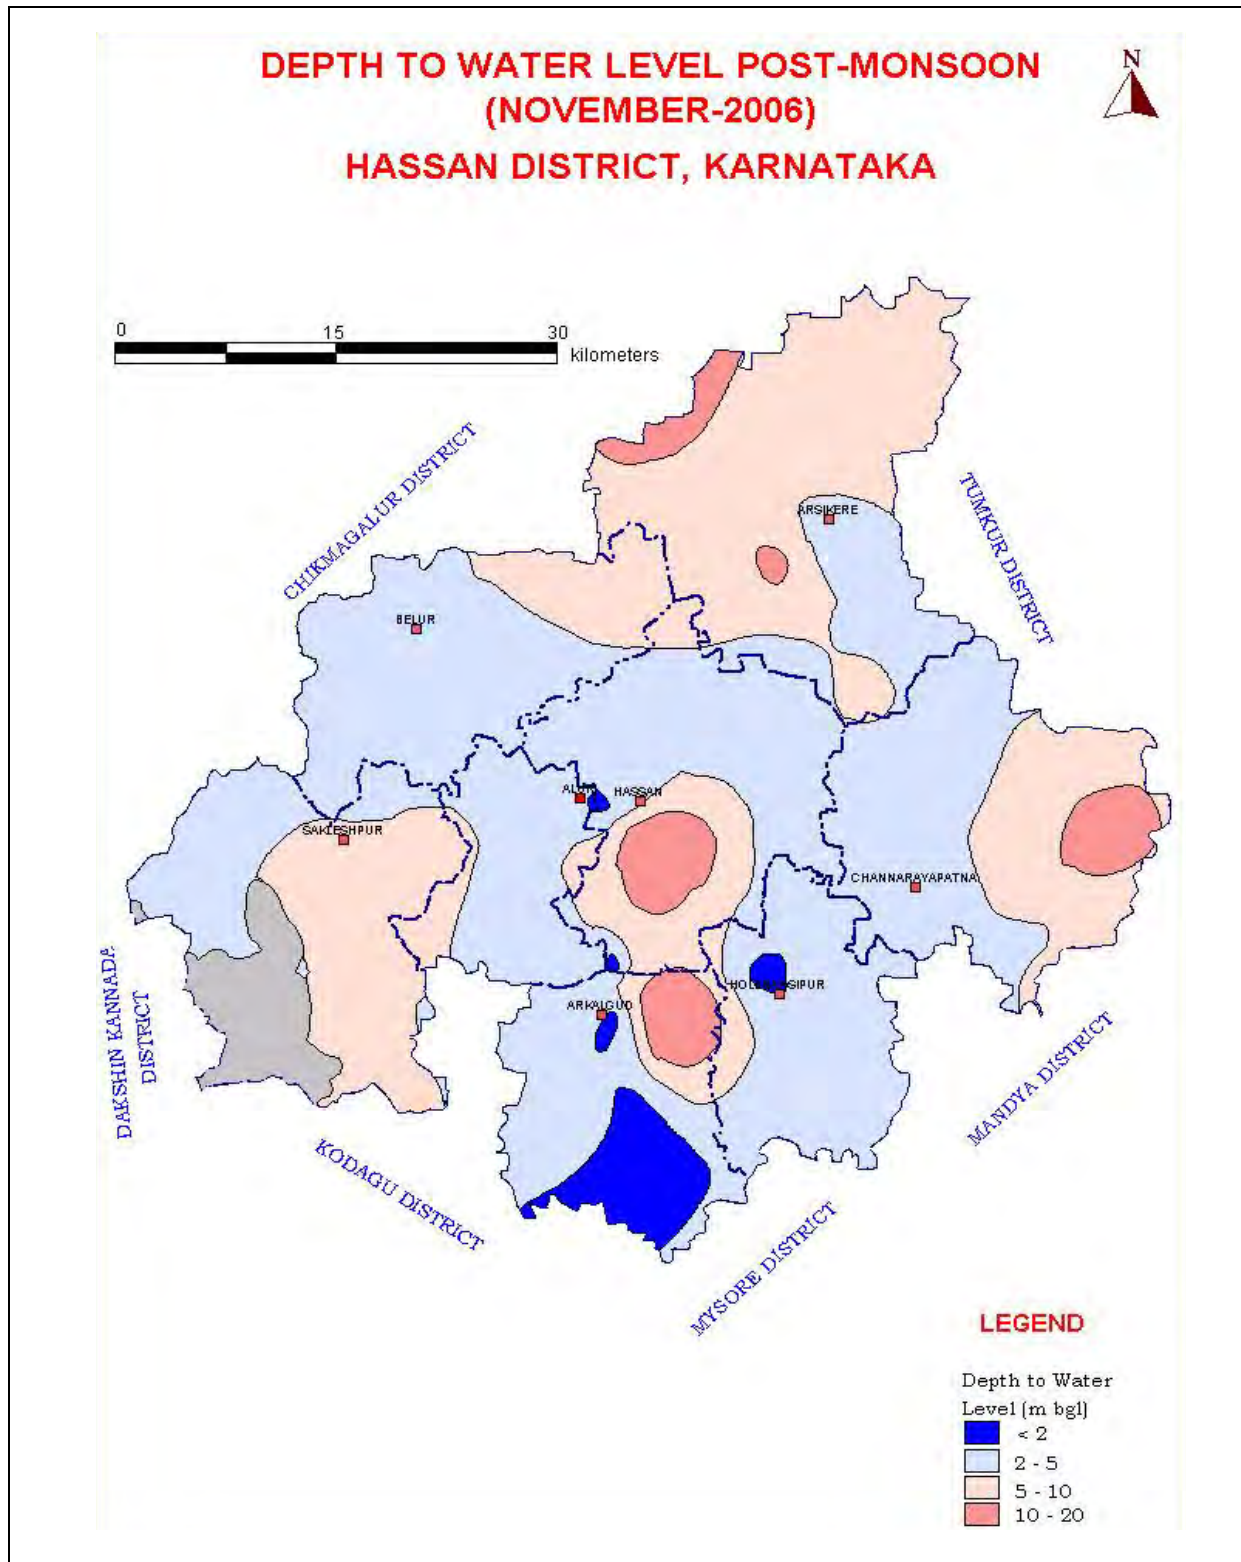 DEPTH TO WATER LEVEL POST-MONSOON
(NOVEMBER-2006)
HASSAN DISTRICT, KARNATAKA
N
0 15 30
kilometers
CHIKMAGALUR DISTRICT
TUMKUR DISTRICT
ARSIKERE
BELUR
HASSAN
SAKLESHPUR
CHANNARAYAPATNA
ARKALGUD
DAKSHIN KANNADA
DISTRICT
KODAGU DISTRICT
MYSORE DISTRICT
MANDYA DISTRICT
LEGEND
Depth to Water
Level (m bgl)
< 2
2 - 5
5 - 10
10 - 20